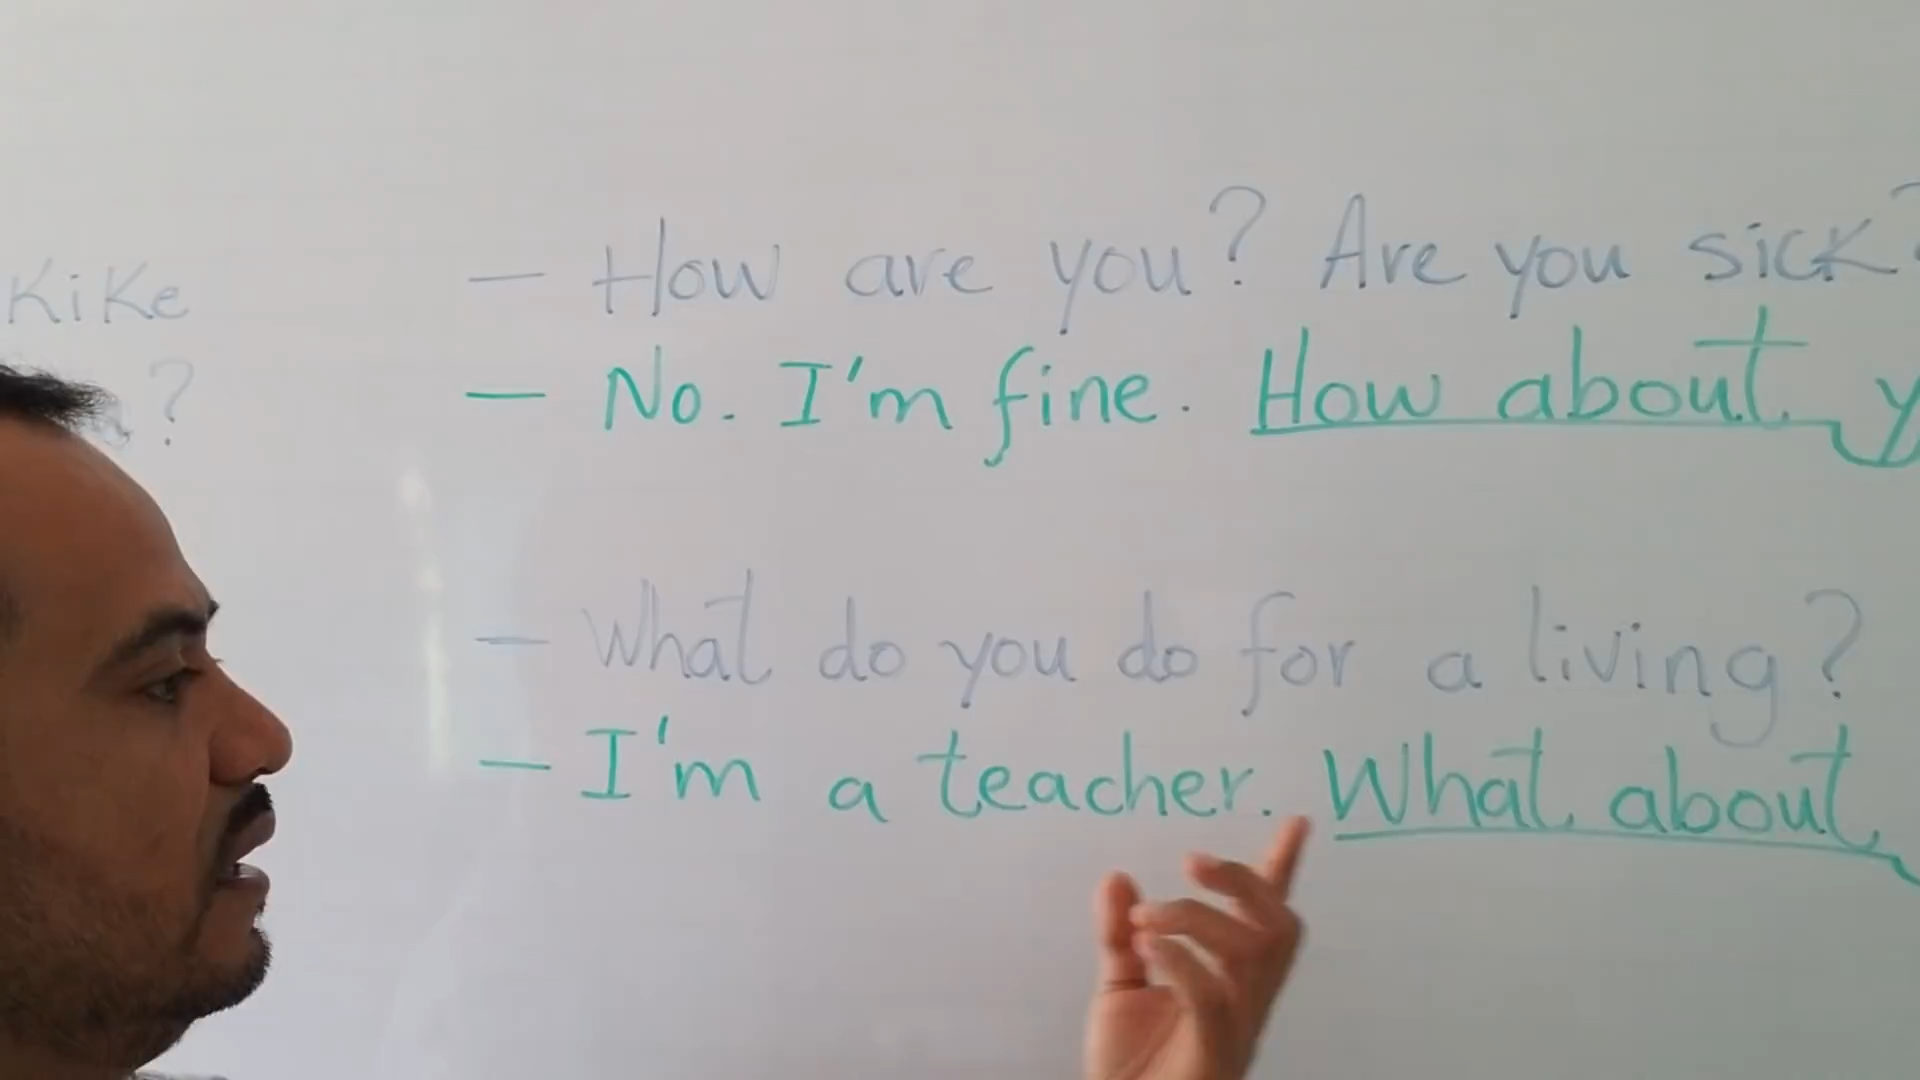 KiKe
?
- How are you? Are you sick?
- No. I'm fine. How about y
- What do you do for a living?
- I'm a teacher. What about